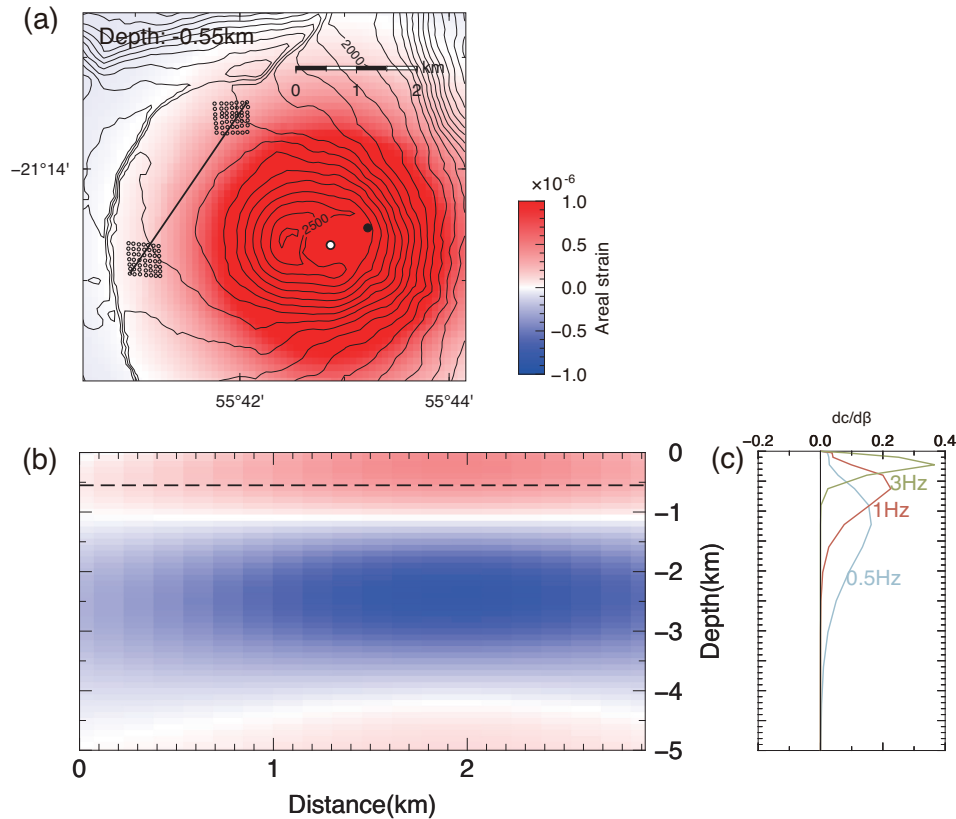 (a)
Depth: -0.55km
2000
km
0 1 2
−21°14'
2500
55°42' 55°44'
×10⁻⁶
1.0
0.5
0.0
−0.5
−1.0
Areal strain
(b)
0
−1
−2
−3
−4
−5
Depth(km)
0 1 2
Distance(km)
(c)
dc/dβ
−0.2 0.0 0.2 0.4
3Hz
1Hz
0.5Hz